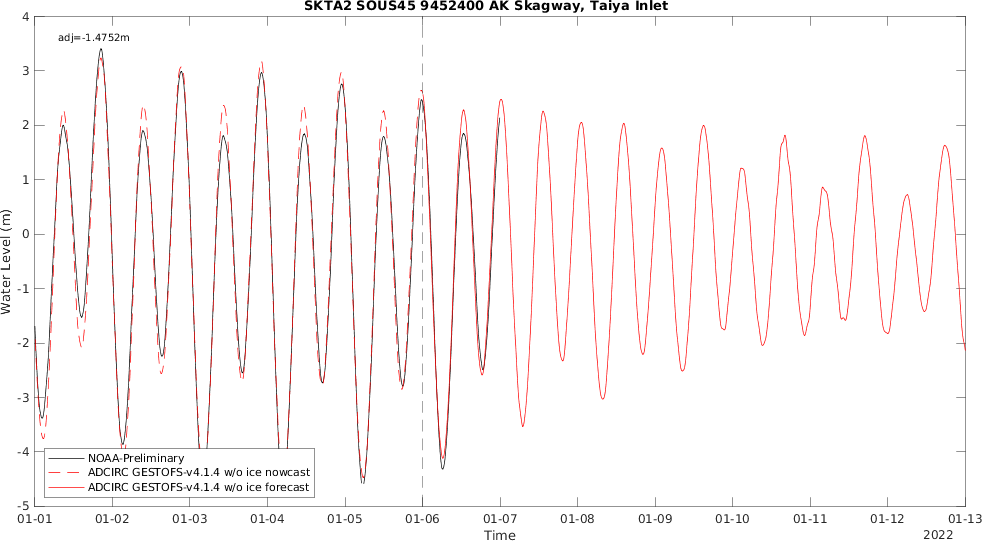 SKTA2 SOUS45 9452400 AK Skagway, Taiya Inlet
adj=-1.4752m
4
3
2
1
0
-1
-2
-3
-4
-5
Water Level (m)
NOAA-Preliminary
ADCIRC GESTOFS-v4.1.4 w/o ice nowcast
ADCIRC GESTOFS-v4.1.4 w/o ice forecast
01-01 01-02 01-03 01-04 01-05 01-06 01-07 01-08 01-09 01-10 01-11 01-12 01-13
Time
2022